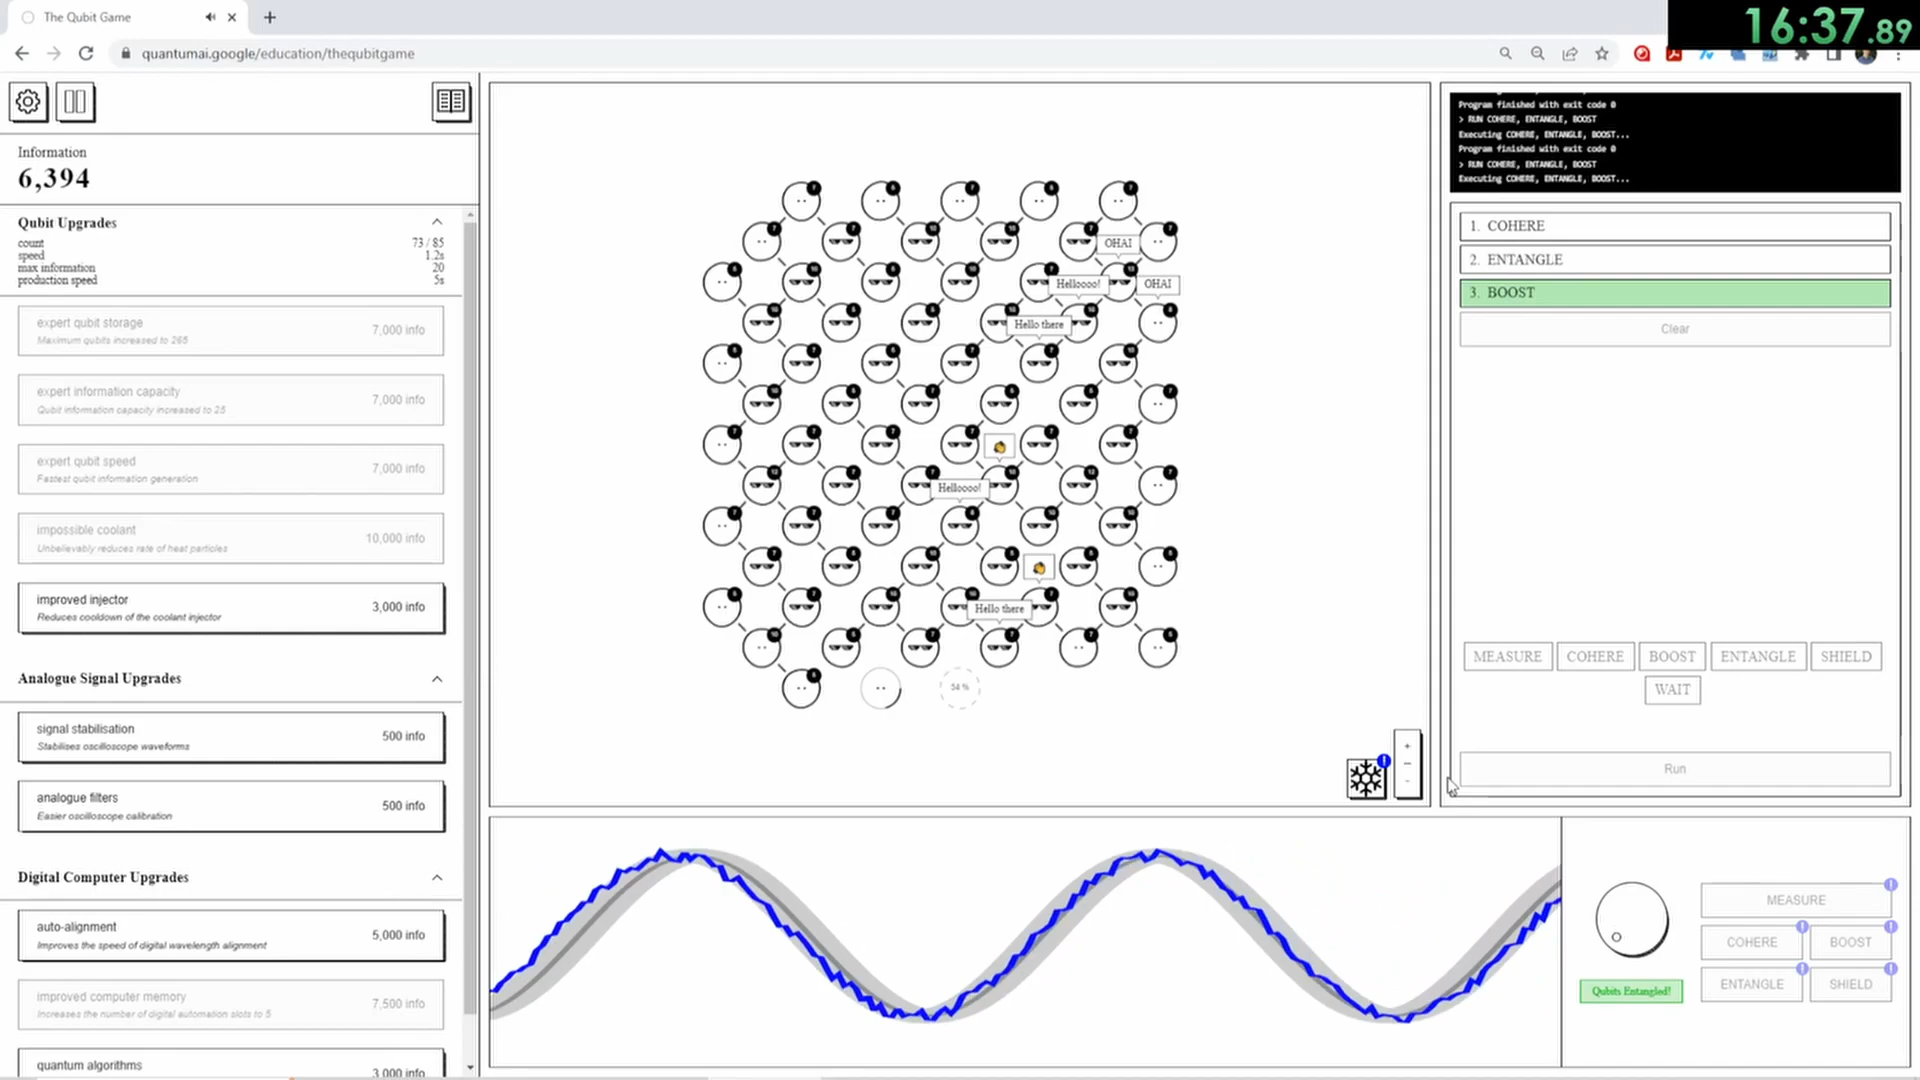 The Qubit Game
16:37.89
quantumai.google/education/thequbitgame
Information
6,394
Qubit Upgrades
count 73 / 85
speed 1.2s
max information 20
production speed 5s
expert qubit storage
Maximum qubits increased to 265
7,000 info
expert information capacity
Qubit information capacity increased to 25
7,000 info
expert qubit speed
Fastest qubit information generation
7,000 info
impossible coolant
Unbelievably reduces rate of heat particles
10,000 info
improved injector
Reduces cooldown of the coolant injector
3,000 info
Analogue Signal Upgrades
signal stabilisation
Stabilises oscilloscope waveforms
500 info
analogue filters
Easier oscilloscope calibration
500 info
Digital Computer Upgrades
auto-alignment
Improves the speed of digital wavelength alignment
5,000 info
improved computer memory
Increases the number of digital automation slots to 5
7,500 info
quantum algorithms
3,000 info
OHAI
Helloooo!
OHAI
Hello there
Helloooo!
Hello there
54 %
+
-
Program finished with exit code 0
> RUN COHERE, ENTANGLE, BOOST
Executing COHERE, ENTANGLE, BOOST...
Program finished with exit code 0
> RUN COHERE, ENTANGLE, BOOST
Executing COHERE, ENTANGLE, BOOST...
1. COHERE
2. ENTANGLE
3. BOOST
Clear
MEASURE COHERE BOOST ENTANGLE SHIELD
WAIT
Run
MEASURE
COHERE BOOST
ENTANGLE SHIELD
Qubits Entangled!